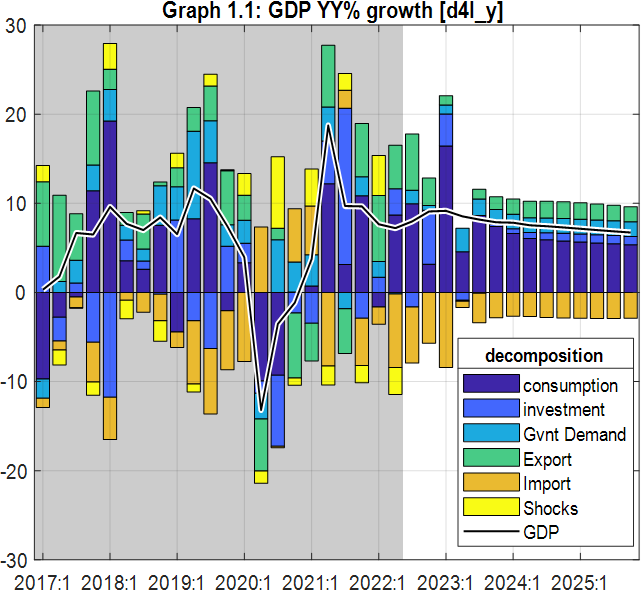 Graph 1.1: GDP YY% growth [d4l_y]
30
20
10
0
-10
-20
-30
2017:1 2018:1 2019:1 2020:1 2021:1 2022:1 2023:1 2024:1 2025:1
decomposition
consumption
investment
Gvnt Demand
Export
Import
Shocks
GDP